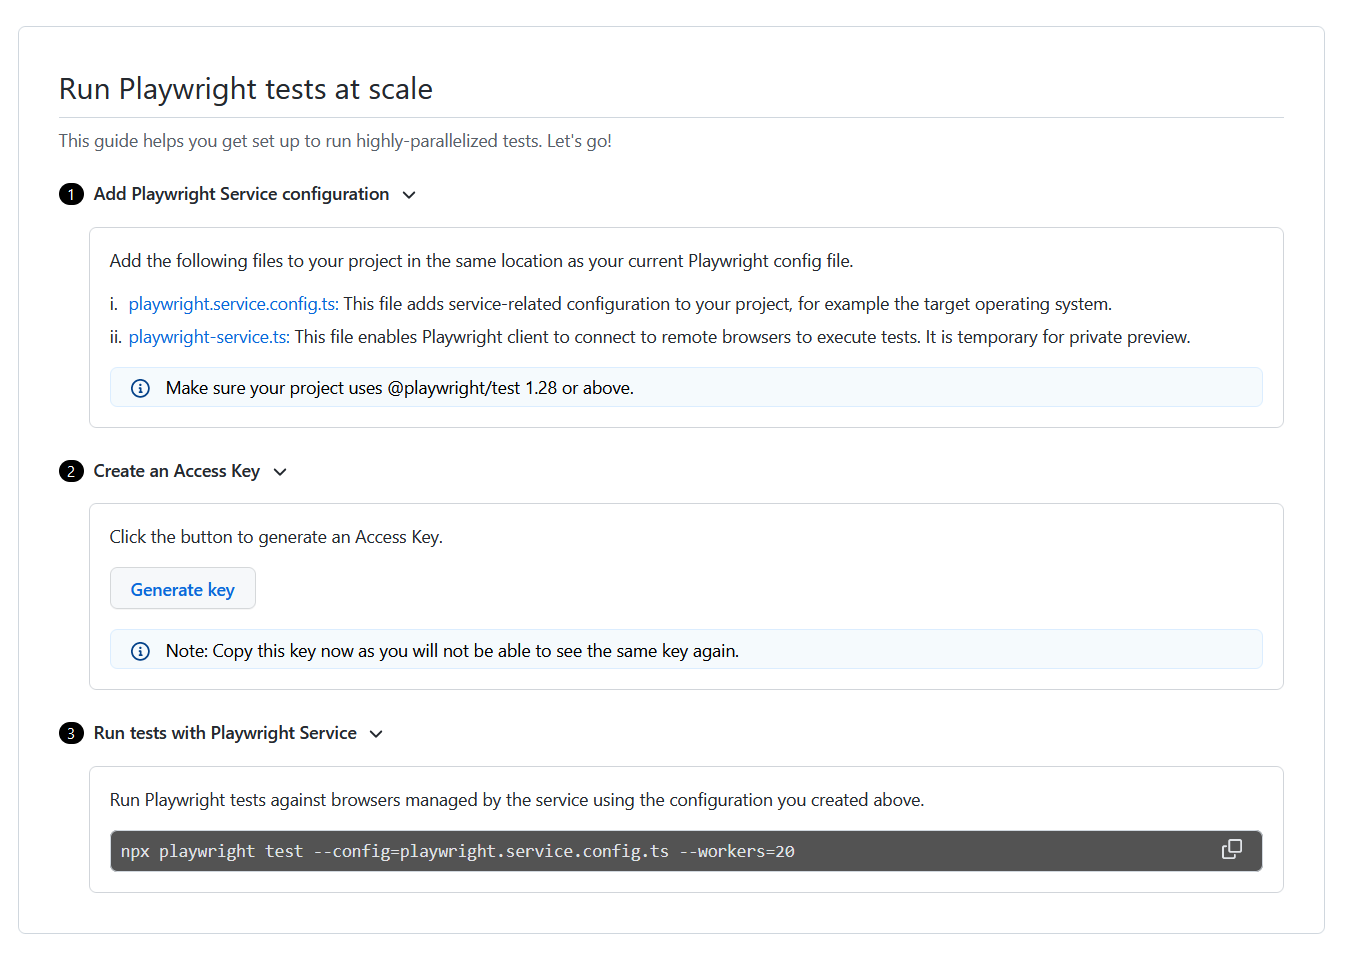 Run Playwright tests at scale
This guide helps you get set up to run highly-parallelized tests. Let's go!
1 Add Playwright Service configuration
Add the following files to your project in the same location as your current Playwright config file.
i. playwright.service.config.ts: This file adds service-related configuration to your project, for example the target operating system.
ii. playwright-service.ts: This file enables Playwright client to connect to remote browsers to execute tests. It is temporary for private preview.
Make sure your project uses @playwright/test 1.28 or above.
2 Create an Access Key
Click the button to generate an Access Key.
Generate key
Note: Copy this key now as you will not be able to see the same key again.
3 Run tests with Playwright Service
Run Playwright tests against browsers managed by the service using the configuration you created above.
npx playwright test --config=playwright.service.config.ts --workers=20